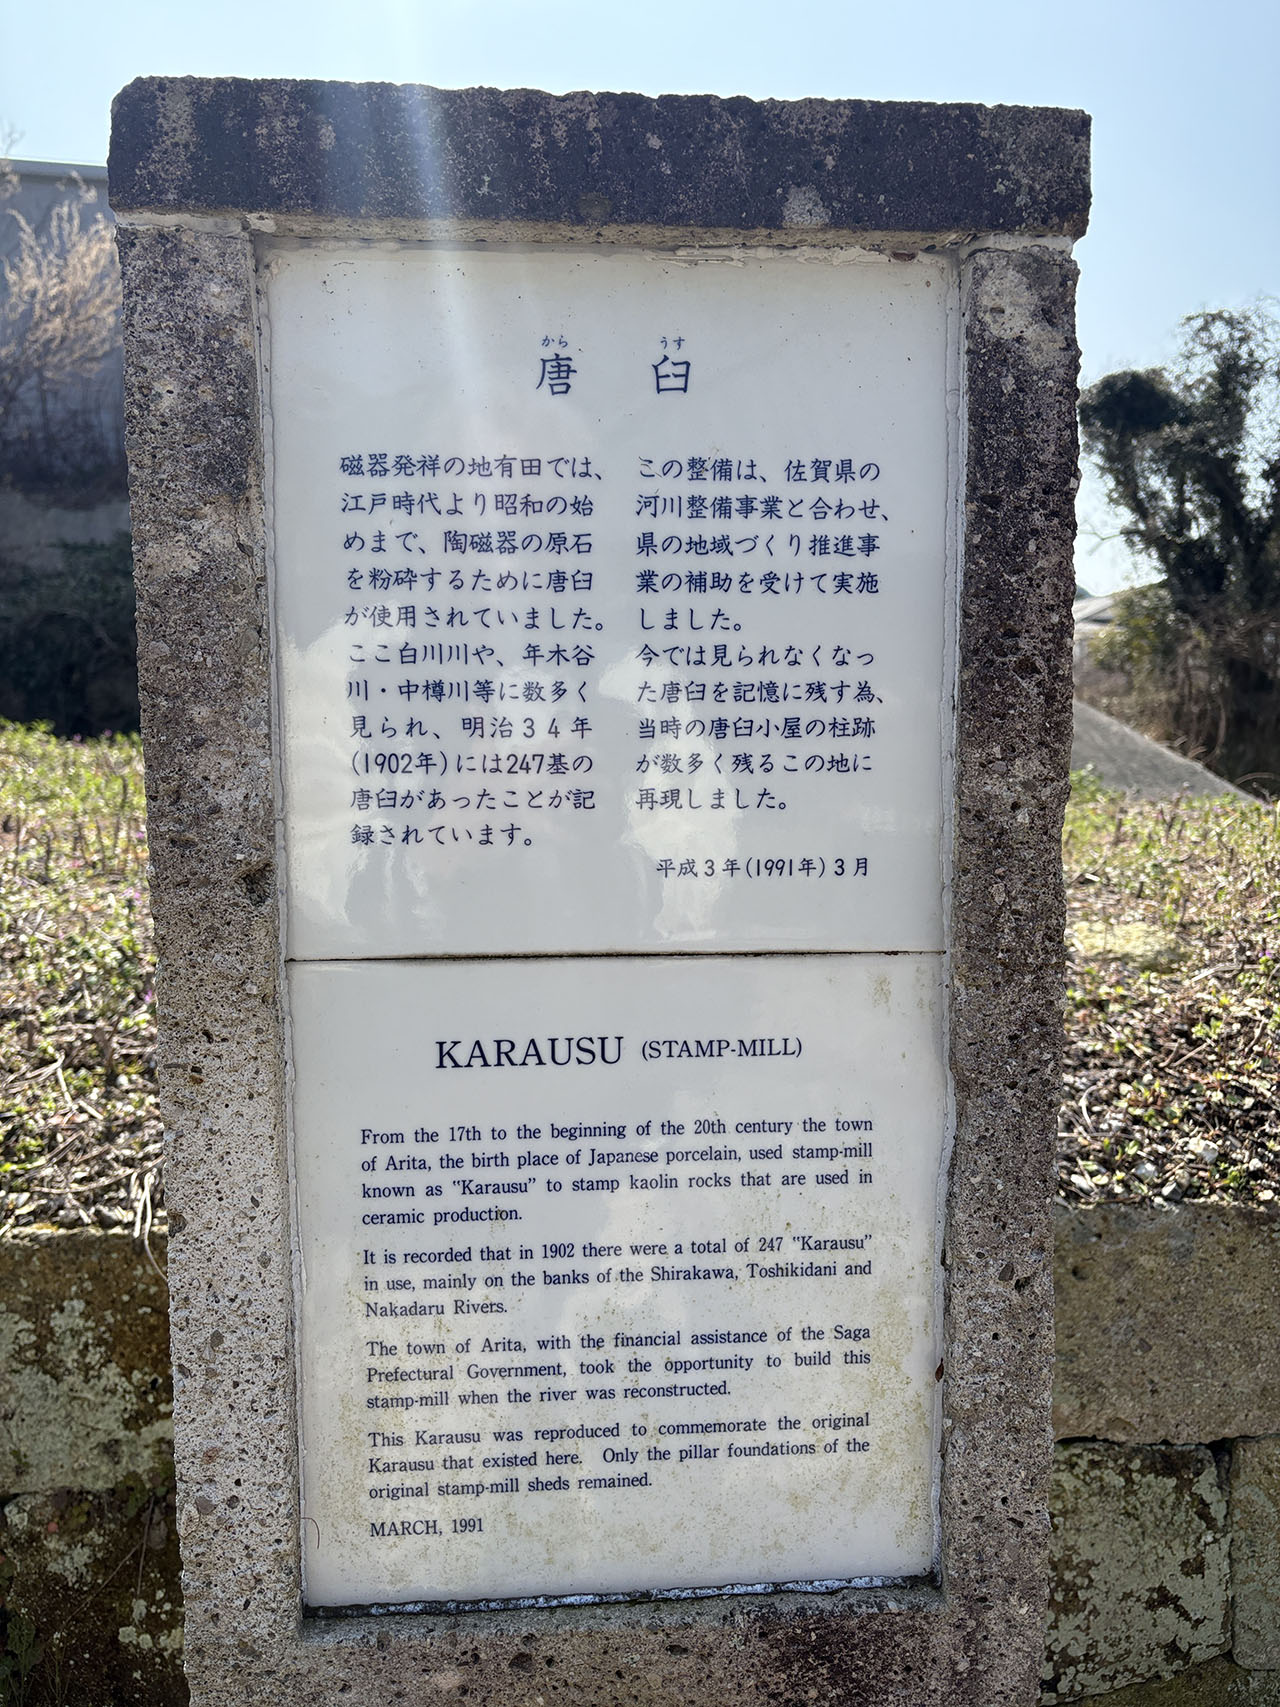 から うす
唐 臼
磁器発祥の地有田では、
江戸時代より昭和の始
めまで、陶磁器の原石
を粉砕するために唐臼
が使用されていました。
ここ白川川や、年木谷
川・中樽川等に数多く
見られ、明治34年
(1902年)には247基の
唐臼があったことが記
録されています。
この整備は、佐賀県の
河川整備事業と合わせ、
県の地域づくり推進事
業の補助を受けて実施
しました。
今では見られなくなっ
た唐臼を記憶に残す為、
当時の唐臼小屋の柱跡
が数多く残るこの地に
再現しました。
平成3年(1991年)3月
KARAUSU (STAMP-MILL)
From the 17th to the beginning of the 20th century the town
of Arita, the birth place of Japanese porcelain, used stamp-mill
known as "Karausu" to stamp kaolin rocks that are used in
ceramic production.
It is recorded that in 1902 there were a total of 247 "Karausu"
in use, mainly on the banks of the Shirakawa, Toshikidani and
Nakadaru Rivers.
The town of Arita, with the financial assistance of the Saga
Prefectural Government, took the opportunity to build this
stamp-mill when the river was reconstructed.
This Karausu was reproduced to commemorate the original
Karausu that existed here. Only the pillar foundations of the
original stamp-mill sheds remained.
MARCH, 1991